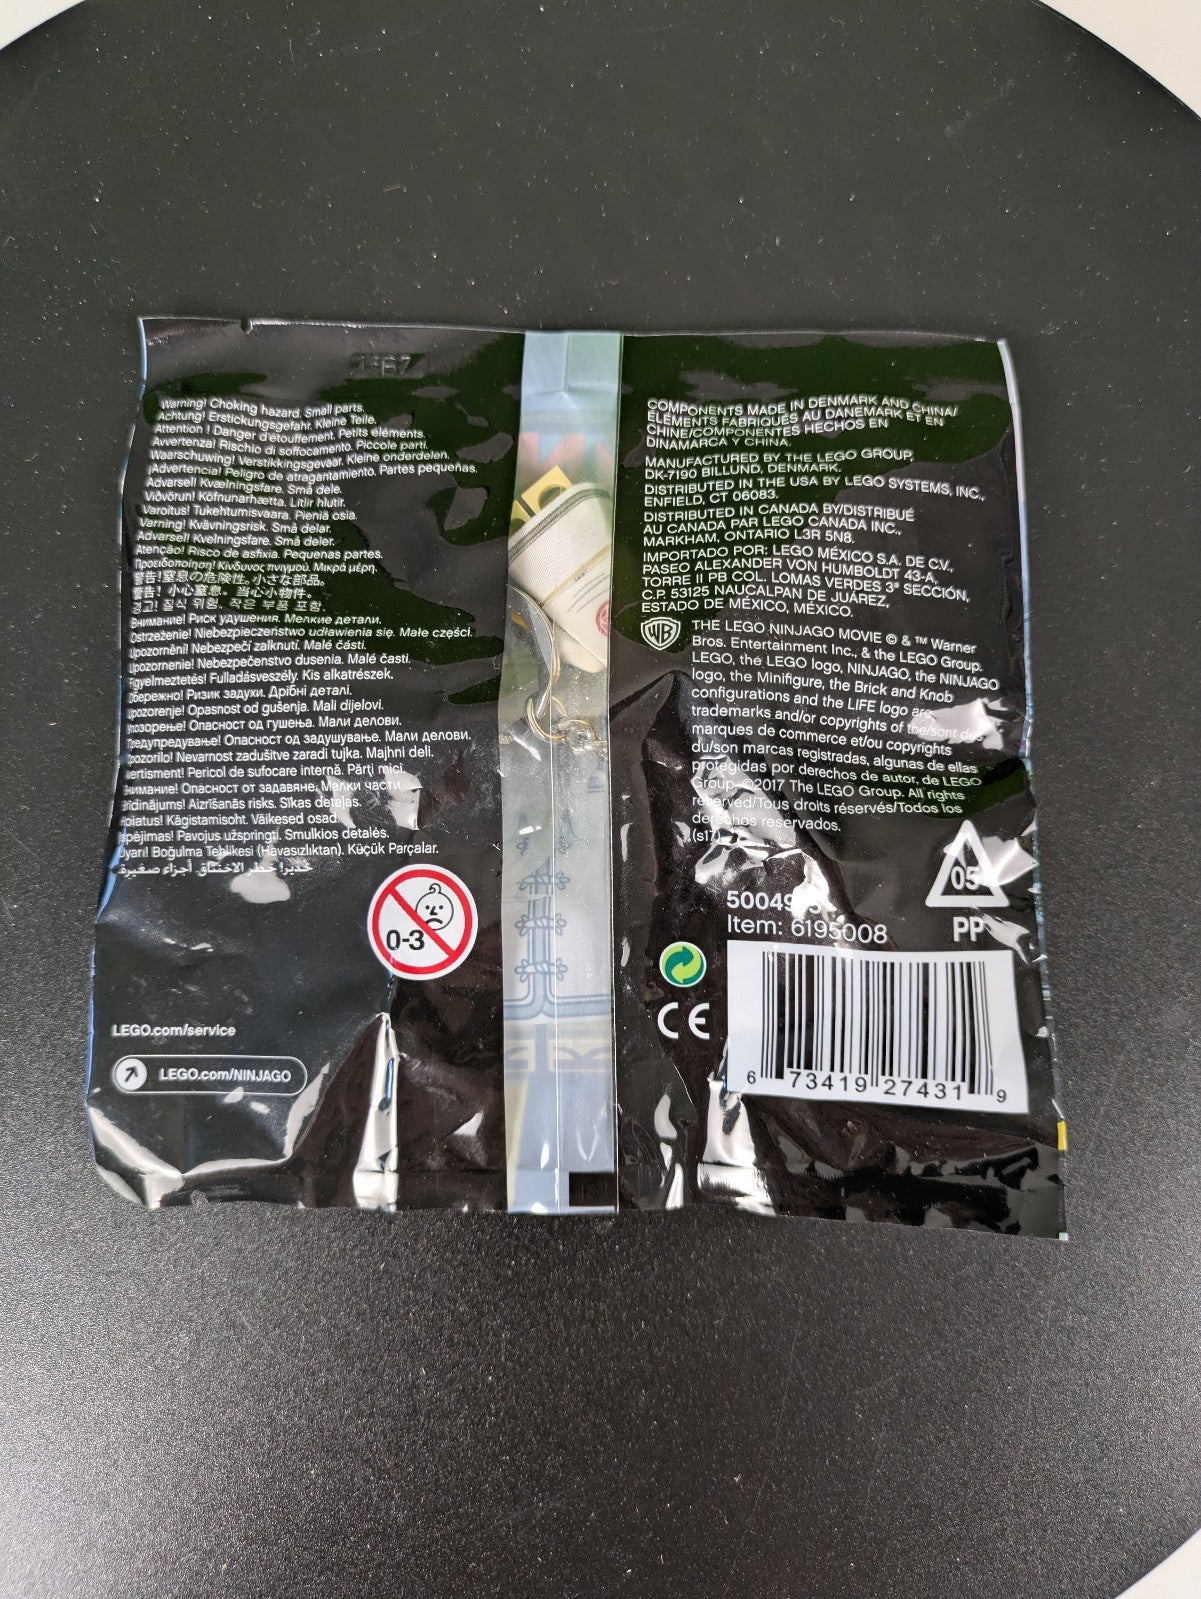 Warning! Choking hazard. Small parts.
Achtung! Erstickungsgefahr. Kleine Teile.
Attention ! Danger d'étouffement. Petits éléments.
Avvertenza! Rischio di soffocamento. Piccole parti.
Waarschuwing! Verstikkingsgevaar. Kleine onderdelen.
¡Advertencia! Peligro de atragantamiento. Partes pequeñas.
Advarsel! Kvælningsfare. Små dele.
Viðvörun! Köfnunarhætta. Litlir hlutir.
Varoitus! Tukehtumisvaara. Pieniä osia.
Varning! Kvävningsrisk. Små delar.
Advarsel! Kvelningsfare. Små deler.
Atenção! Risco de asfixia. Pequenas partes.
Προειδοποίηση! Κίνδυνος πνιγμού. Μικρά μέρη.
警告!窒息の危険性。小さな部品。
警告! 小心窒息。 当心小物件。
경고! 질식 위험. 작은 부품 포함.
Внимание! Риск удушения. Мелкие детали.
Ostrzeżenie! Niebezpieczeństwo udławienia się. Małe części.
Upozornění! Nebezpečí zalknutí. Malé části.
Upozornenie! Nebezpečenstvo dusenia. Malé časti.
Figyelmeztetés! Fulladásveszély. Kis alkatrészek.
Обережно! Ризик задухи. Дрібні деталі.
Upozorenje! Opasnost od gušenja. Mali dijelovi.
Упозорење! Опасност од гушења. Мали делови.
Предупредување! Опасност од задушување. Мали делови.
Opozorilo! Nevarnost zadušitve zaradi tujka. Majhni deli.
Avertisment! Pericol de sufocare internă. Părți mici.
Внимание! Опасност от задавяне. Малки части.
Brīdinājums! Aizrīšanās risks. Sīkas detaļas.
Hoiatus! Kägistamisoht. Väikesed osad.
Įspėjimas! Pavojus užspringti. Smulkios detalės.
Uyarı! Boğulma Tehlikesi (Havasızlıktan). Küçük Parçalar.
تحذير! خطر الاختناق. أجزاء صغيرة.
0-3
LEGO.com/service
LEGO.com/NINJAGO
COMPONENTS MADE IN DENMARK AND CHINA/
ÉLÉMENTS FABRIQUÉS AU DANEMARK ET EN
CHINE/COMPONENTES HECHOS EN
DINAMARCA Y CHINA.
MANUFACTURED BY THE LEGO GROUP,
DK-7190 BILLUND, DENMARK.
DISTRIBUTED IN THE USA BY LEGO SYSTEMS, INC.,
ENFIELD, CT 06083.
DISTRIBUTED IN CANADA BY/DISTRIBUÉ
AU CANADA PAR LEGO CANADA INC.,
MARKHAM, ONTARIO L3R 5N8.
IMPORTADO POR: LEGO MÉXICO S.A. DE C.V.,
PASEO ALEXANDER VON HUMBOLDT 43-A,
TORRE II PB COL. LOMAS VERDES 3ª SECCIÓN,
C.P. 53125 NAUCALPAN DE JUÁREZ,
ESTADO DE MÉXICO, MÉXICO.
WB
THE LEGO NINJAGO MOVIE © & ™ Warner
Bros. Entertainment Inc., & the LEGO Group.
LEGO, the LEGO logo, NINJAGO, the NINJAGO
logo, the Minifigure, the Brick and Knob
configurations and the LIFE logo are
trademarks and/or copyrights of the/sont des
marques de commerce et/ou copyrights
du/son marcas registradas, algunas de ellas
protegidas por derechos de autor, de LEGO
Group. ©2017 The LEGO Group. All rights
reserved/Tous droits réservés/Todos los
derechos reservados.
(s17)
05
PP
Item: 6195008
CE
6 73419 27431 9